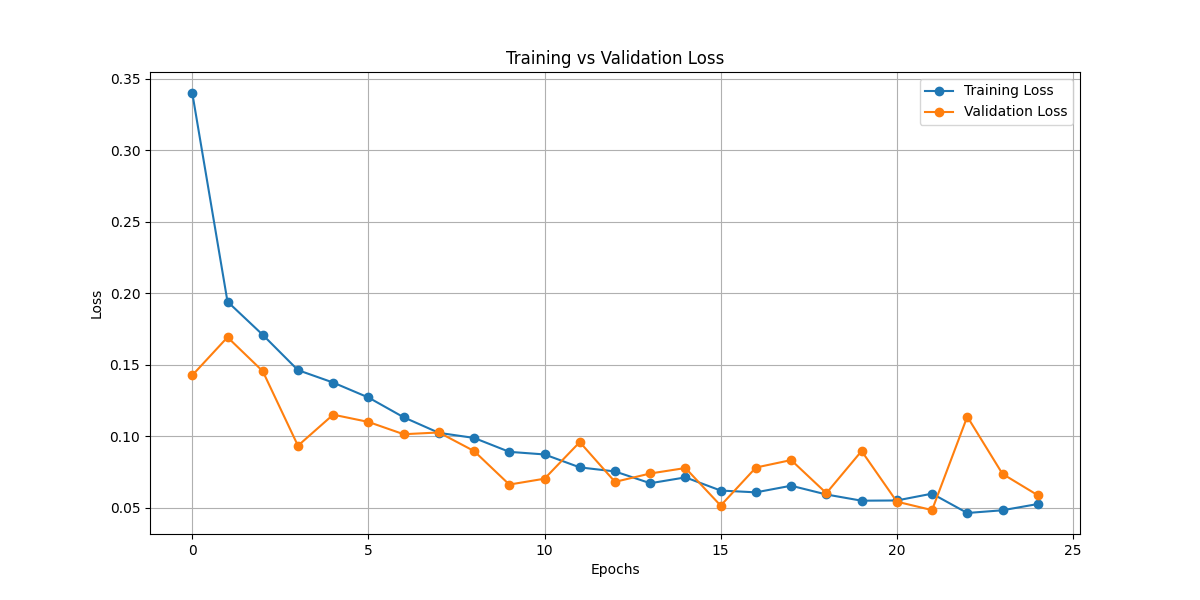 Training vs Validation Loss
0.35
0.30
0.25
0.20
0.15
0.10
0.05
Loss
Training Loss
Validation Loss
0 5 10 15 20 25
Epochs